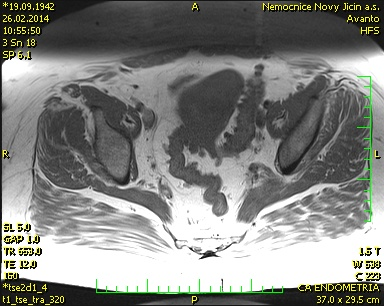 *19.09.1942
26.02.2014
10:55:50
3 Sn 18
SP 6.1
A
Nemocnice Novy Jicin a.s.
Avanto
HFS
R
L
SL 5.0
GAP 1.0
TR 553.0
TE 12.0
*tse2d1_4
t1_tse_tra_320
P
1.5 T
W 538
C 223
CA ENDOMETRIA
37.0 x 29.5 cm